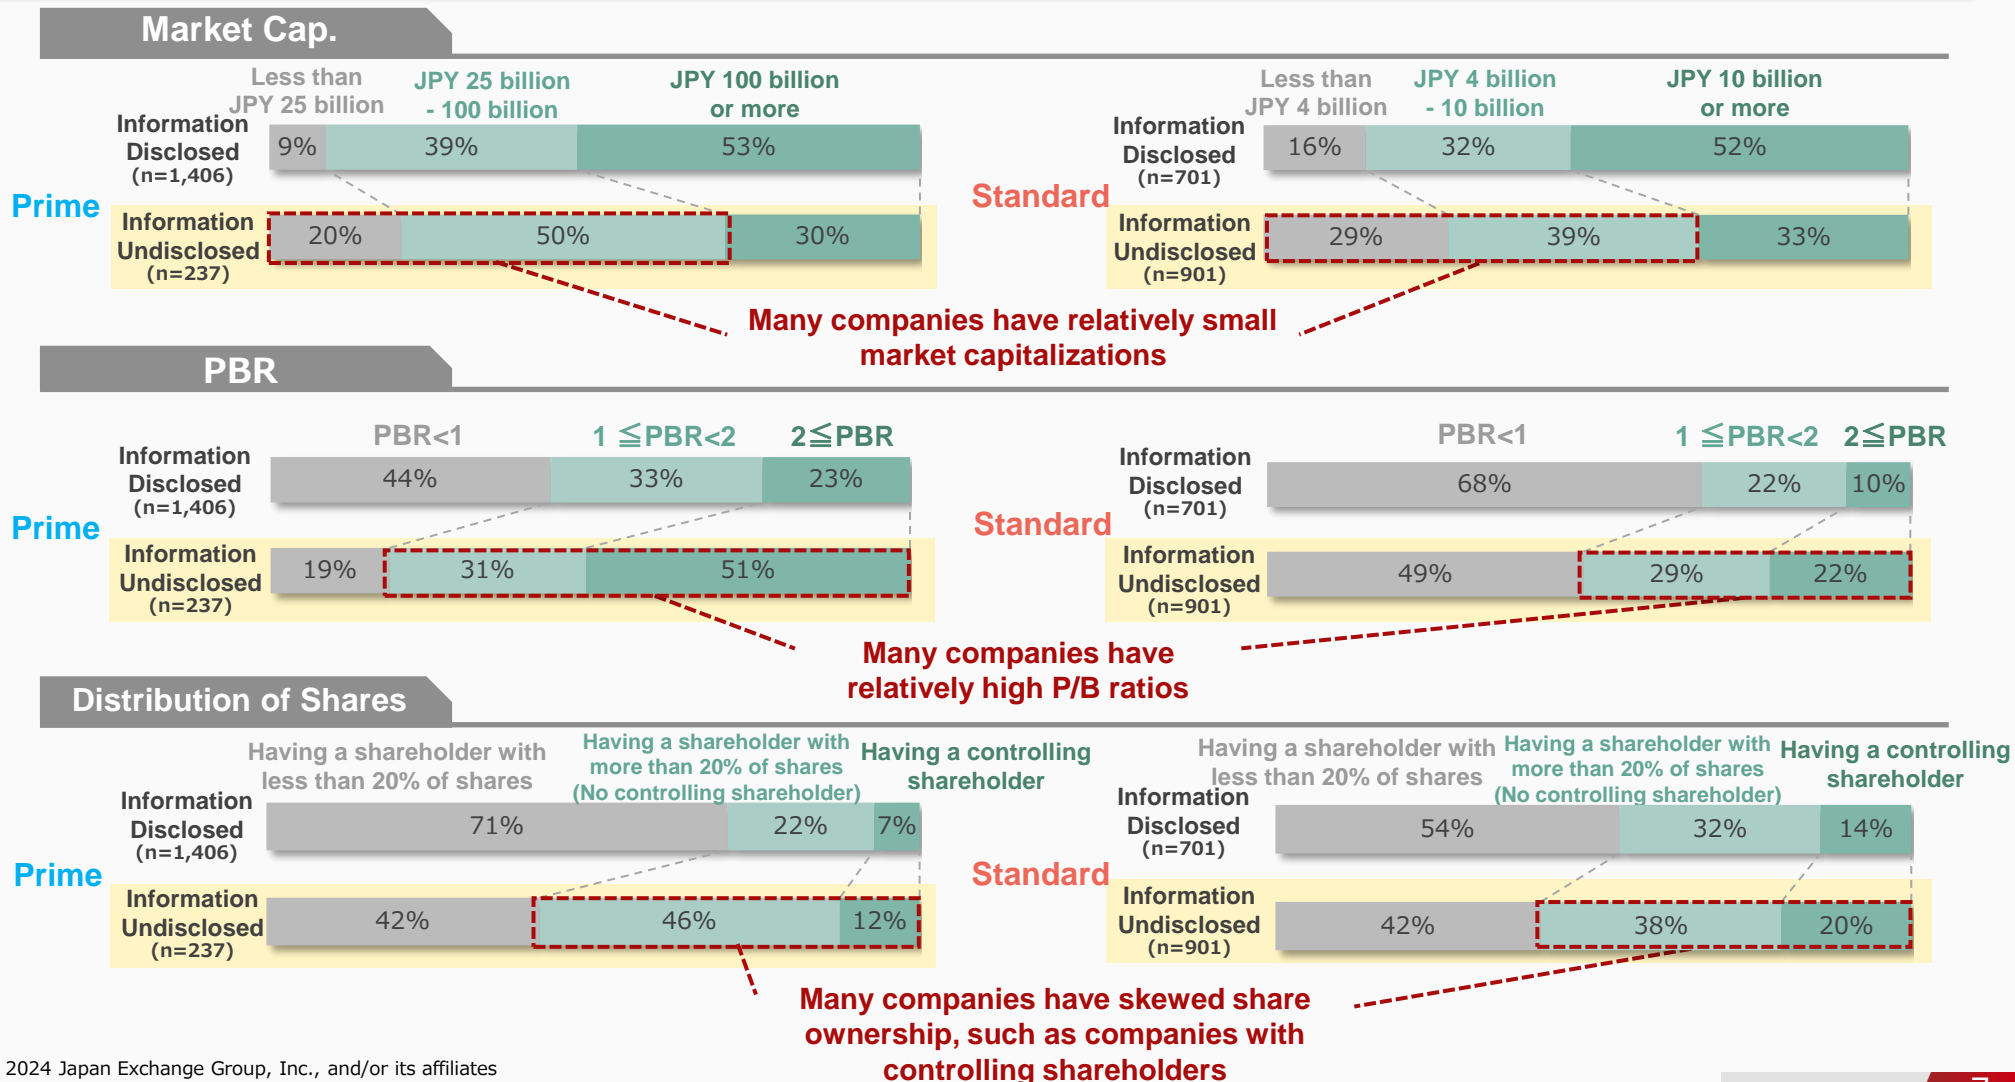 Market Cap.
Less than
JPY 25 billion
JPY 25 billion
- 100 billion
JPY 100 billion
or more
Information
Disclosed
(n=1,406)
9% 39% 53%
Prime
Information
Undisclosed
(n=237)
20% 50% 30%
Less than
JPY 4 billion
JPY 4 billion
- 10 billion
JPY 10 billion
or more
Information
Disclosed
(n=701)
16% 32% 52%
Standard
Information
Undisclosed
(n=901)
29% 39% 33%
Many companies have relatively small
market capitalizations
PBR
PBR<1 1 ≦PBR<2 2≦PBR
Information
Disclosed
(n=1,406)
44% 33% 23%
Prime
Information
Undisclosed
(n=237)
19% 31% 51%
PBR<1 1 ≦PBR<2 2≦PBR
Information
Disclosed
(n=701)
68% 22% 10%
Standard
Information
Undisclosed
(n=901)
49% 29% 22%
Many companies have
relatively high P/B ratios
Distribution of Shares
Having a shareholder with
less than 20% of shares
Having a shareholder with
more than 20% of shares
(No controlling shareholder)
Having a controlling
shareholder
Information
Disclosed
(n=1,406)
71% 22% 7%
Prime
Information
Undisclosed
(n=237)
42% 46% 12%
Having a shareholder with
less than 20% of shares
Having a shareholder with
more than 20% of shares
(No controlling shareholder)
Having a controlling
shareholder
Information
Disclosed
(n=701)
54% 32% 14%
Standard
Information
Undisclosed
(n=901)
42% 38% 20%
Many companies have skewed share
ownership, such as companies with
controlling shareholders
2024 Japan Exchange Group, Inc., and/or its affiliates